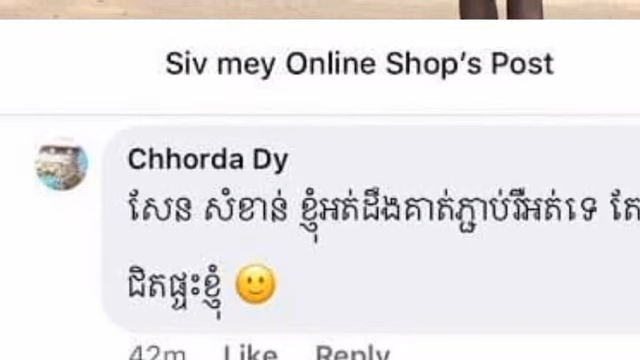 Siv mey Online Shop's Post
Chhorda Dy
សែន សំខាន់ ខ្ញុំអត់ដឹងគាត់ភ្ជាប់រឺអត់ទេ តែ
ជិតផ្ទះខ្ញុំ 🙂
42m Like Reply